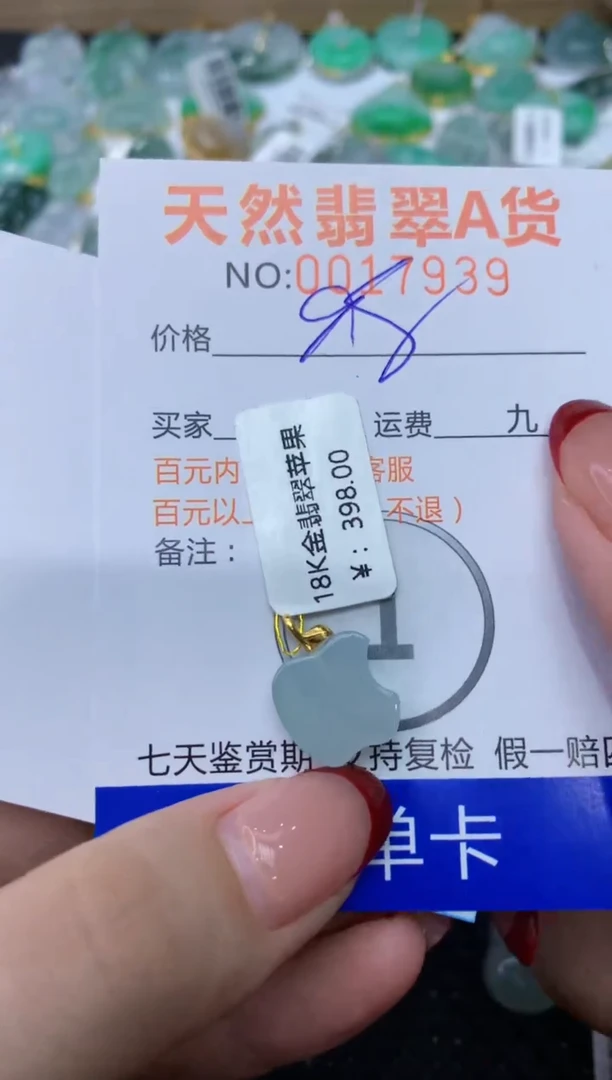 天然翡翠A货
NO:0017939
价格
买家 运费 九
百元内 客服
百元以 不退）
备注：
18K金翡翠苹果
¥：398.00
1
七天鉴赏期 持复检 假一赔
单卡